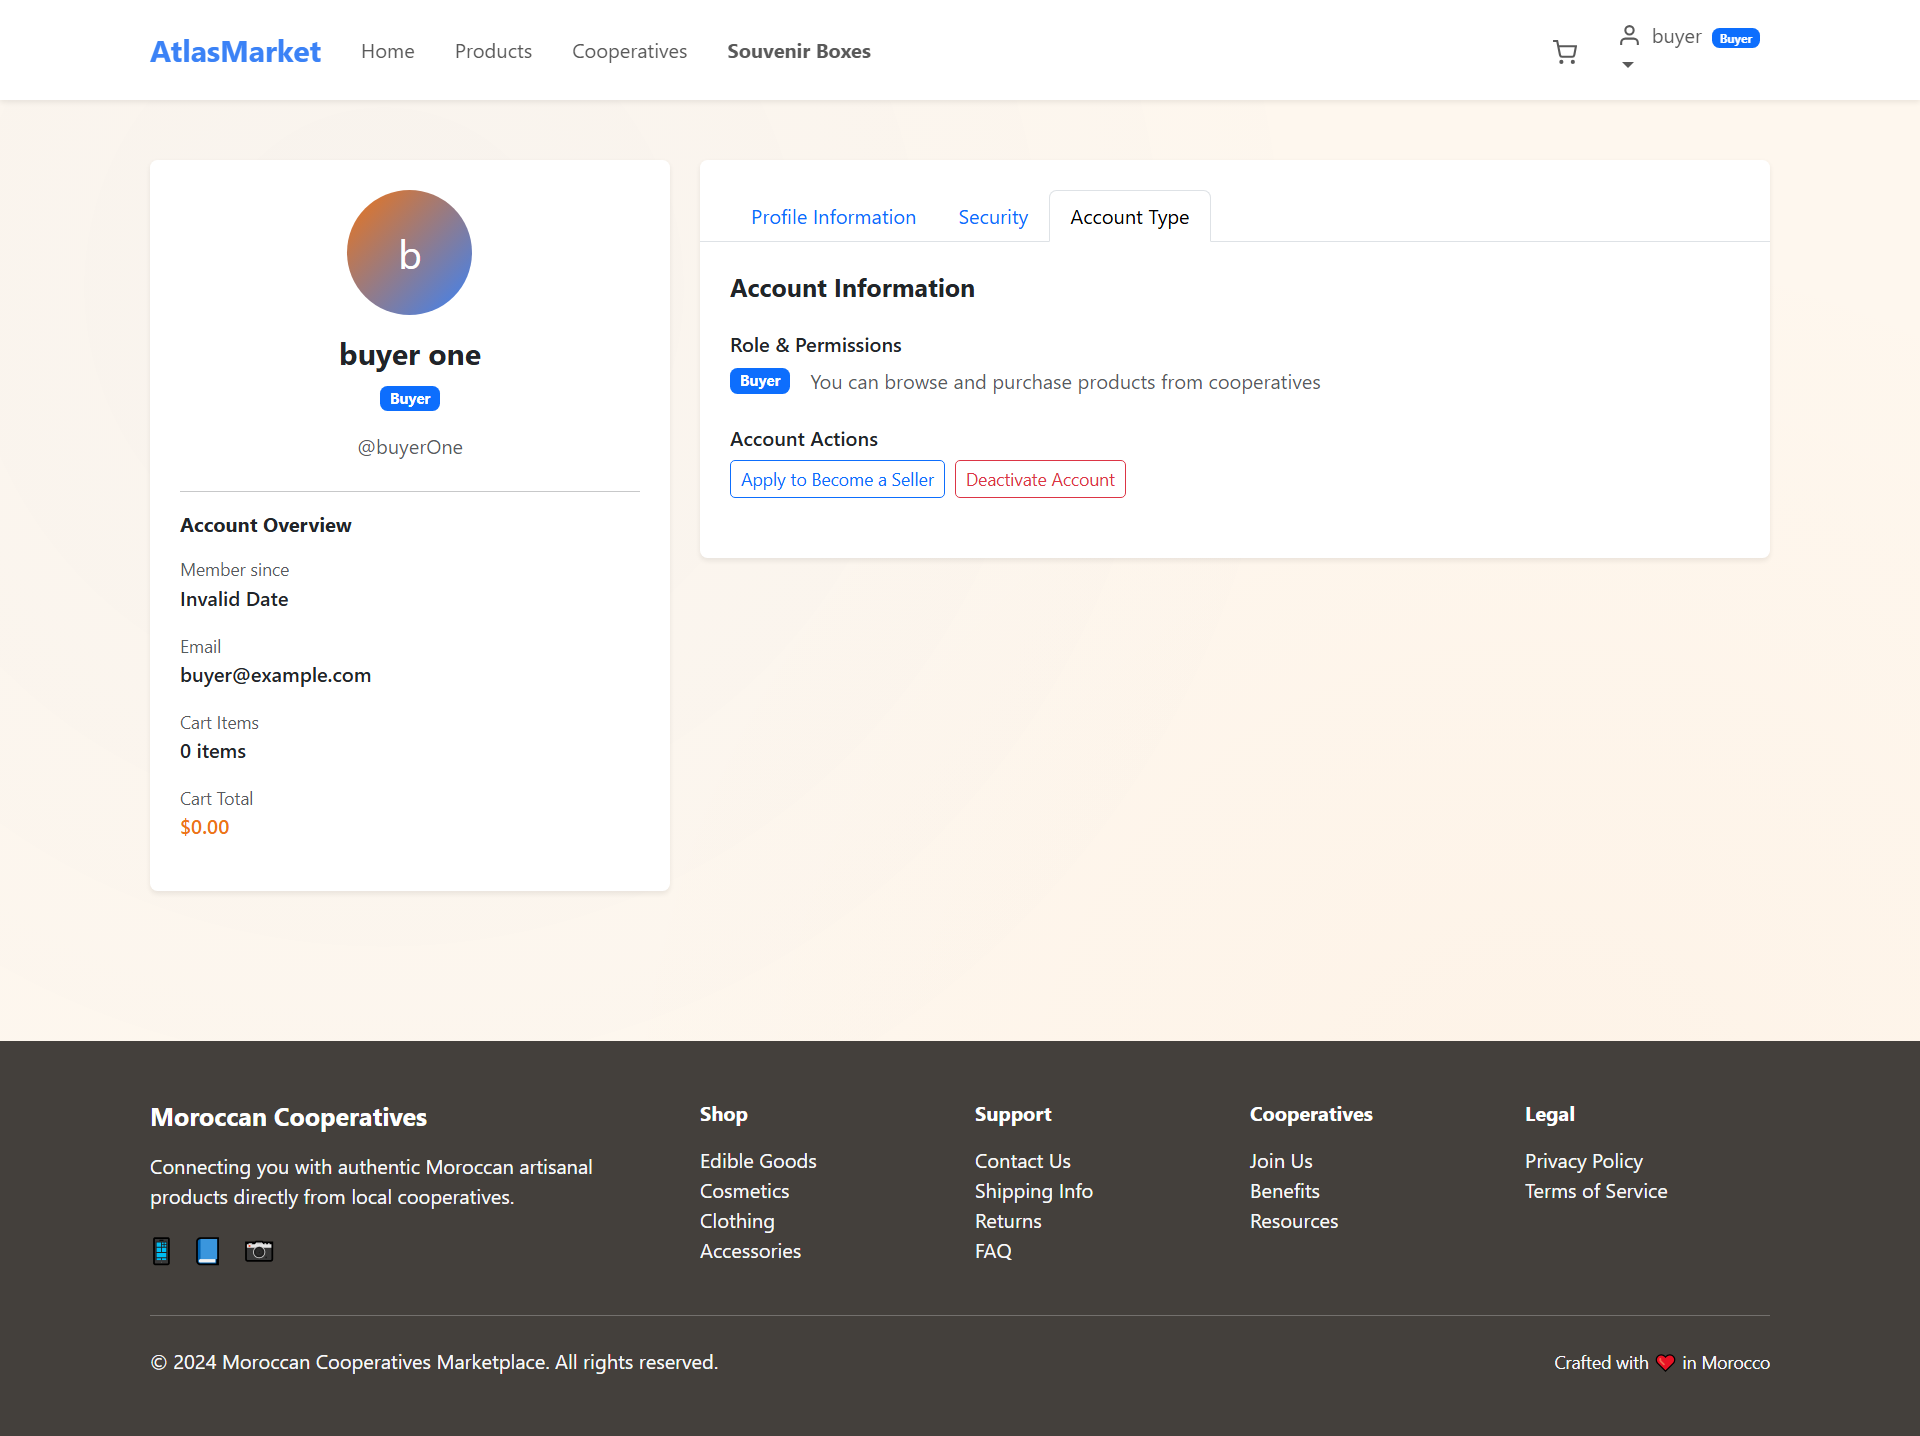 AtlasMarket
Home
Products
Cooperatives
Souvenir Boxes
buyer
Buyer
b
buyer one
Buyer
@buyerOne
Account Overview
Member since
Invalid Date
Email
buyer@example.com
Cart Items
0 items
Cart Total
$0.00
Profile Information
Security
Account Type
Account Information
Role & Permissions
Buyer
You can browse and purchase products from cooperatives
Account Actions
Apply to Become a Seller
Deactivate Account
Moroccan Cooperatives
Connecting you with authentic Moroccan artisanal
products directly from local cooperatives.
Shop
Edible Goods
Cosmetics
Clothing
Accessories
Support
Contact Us
Shipping Info
Returns
FAQ
Cooperatives
Join Us
Benefits
Resources
Legal
Privacy Policy
Terms of Service
© 2024 Moroccan Cooperatives Marketplace. All rights reserved.
Crafted with ❤️ in Morocco